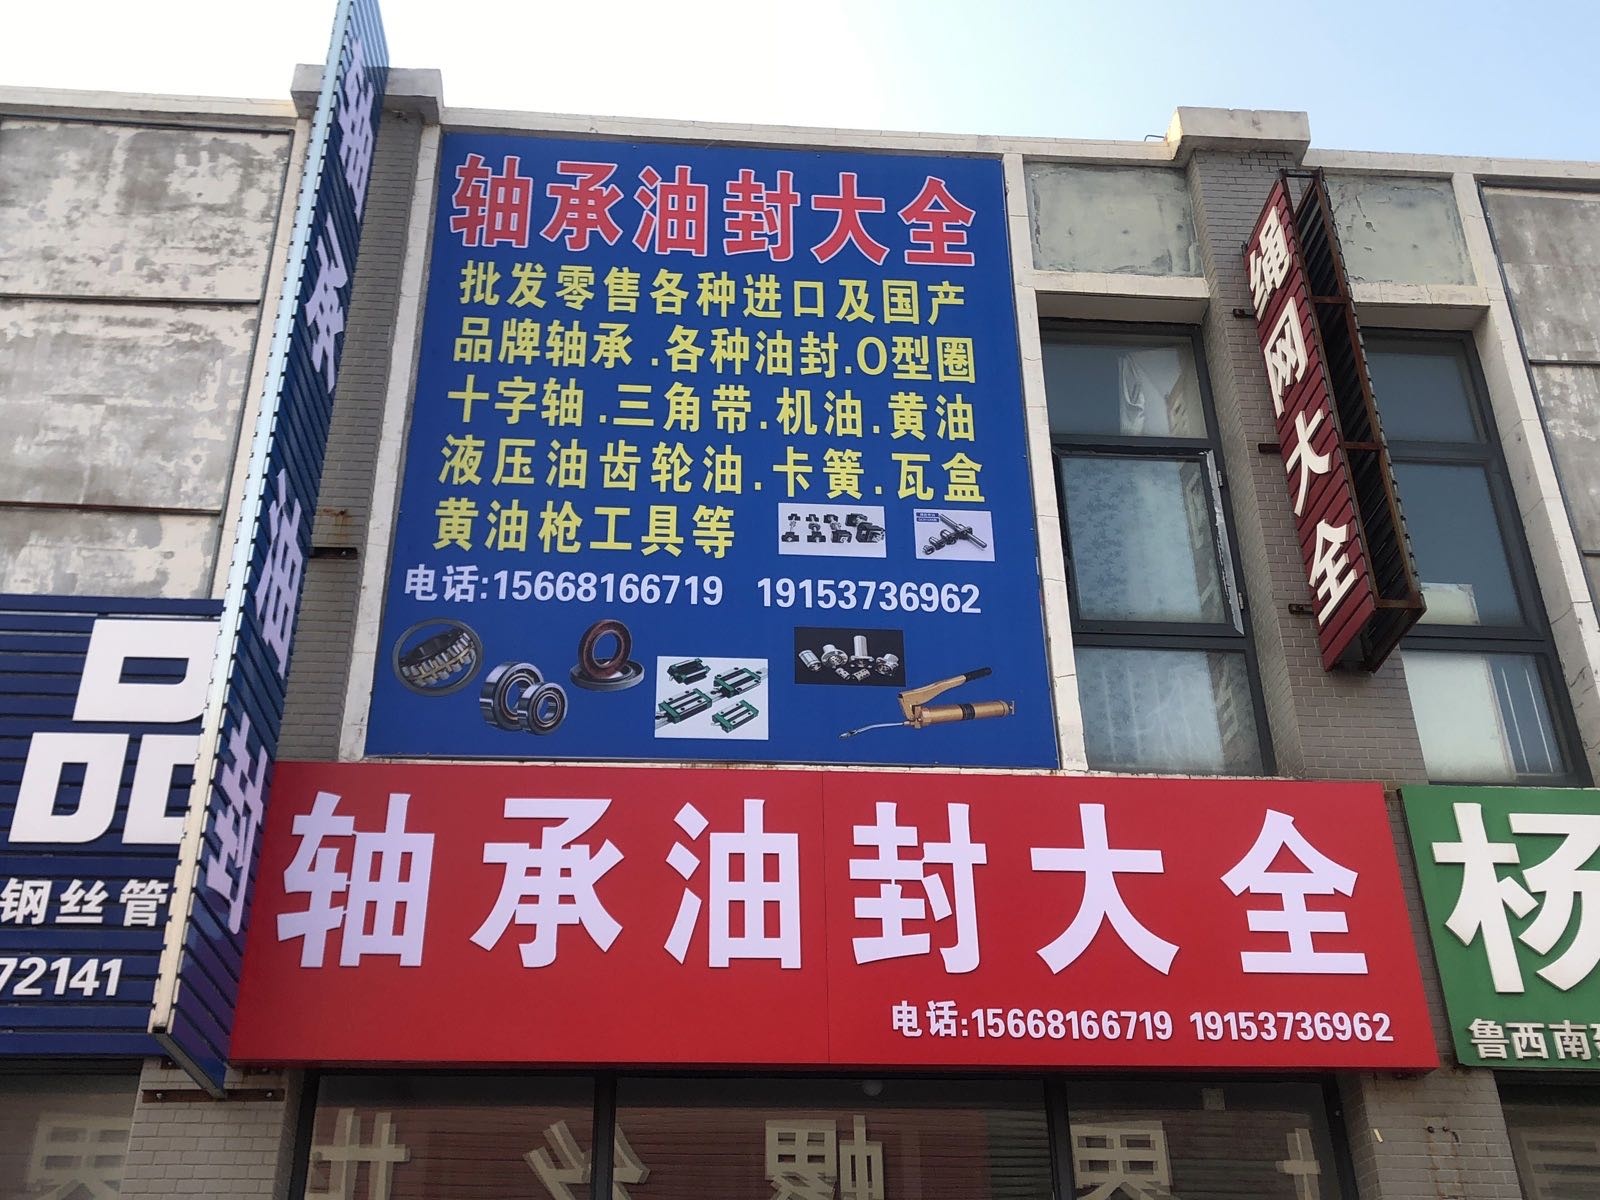 轴承油封大全
批发零售各种进口及国产
品牌轴承.各种油封.O型圈
十字轴.三角带.机油.黄油
液压油齿轮油.卡簧.瓦盒
黄油枪工具等
电话:15668166719 19153736962
轴承油封
绳网大全
轴承油封大全
电话:15668166719 19153736962
品
钢丝管
72141
杨
鲁西南